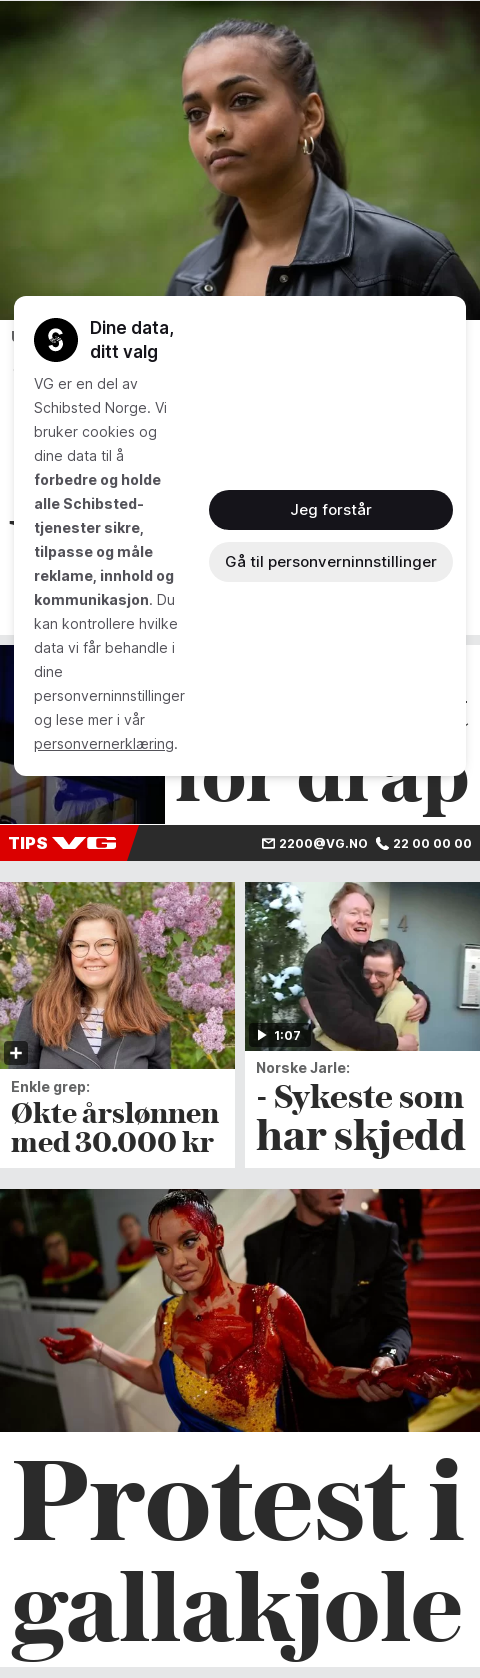 Dine data,
ditt valg
VG er en del av
Schibsted Norge. Vi
bruker cookies og
dine data til å
forbedre og holde
alle Schibsted-
tjenester sikre,
tilpasse og måle
reklame, innhold og
kommunikasjon. Du
kan kontrollere hvilke
data vi får behandle i
dine
personverninnstillinger
og lese mer i vår
personvernerklæring.
Jeg forstår
Gå til personverninnstillinger
for drap
TIPS VG
2200@VG.NO 22 00 00 00
Enkle grep:
Økte årslønnen
med 30.000 kr
4
1:07
Norske Jarle:
- Sykeste som
har skjedd
Protest i
gallakjole